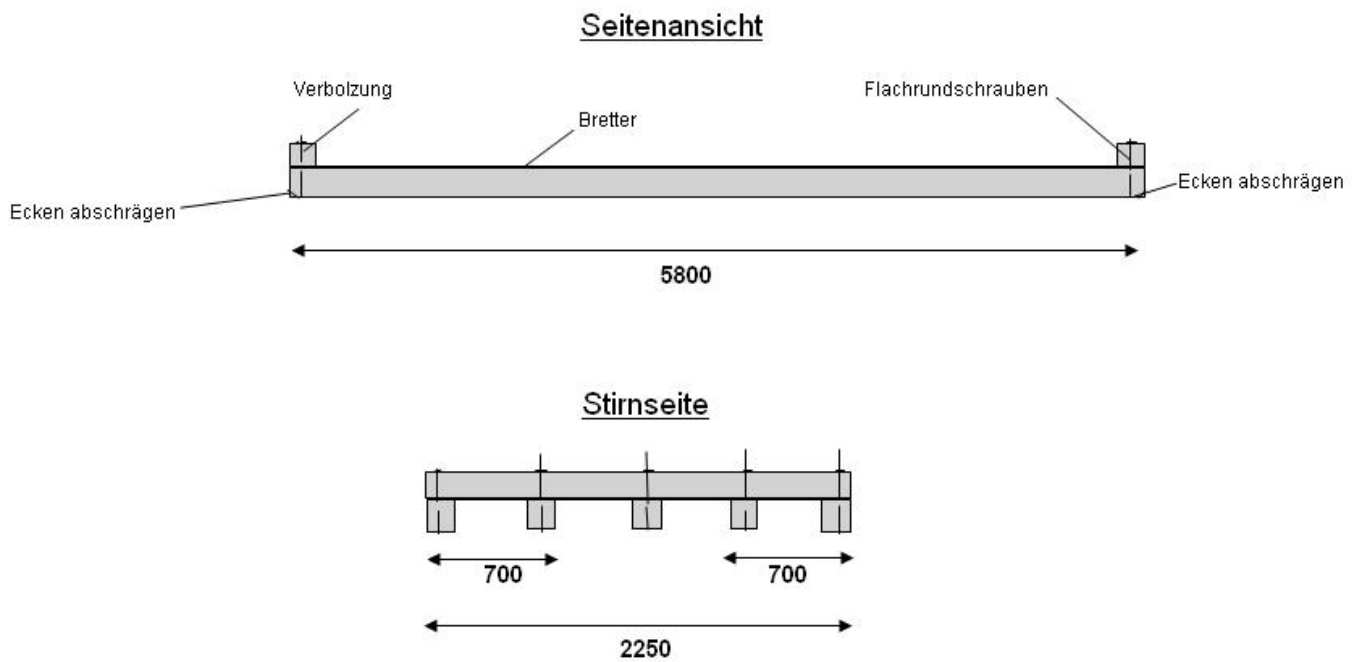 Seitenansicht
Verbolzung
Flachrundschrauben
Bretter
Ecken abschrägen
Ecken abschrägen
5800
Stirnseite
700
700
2250